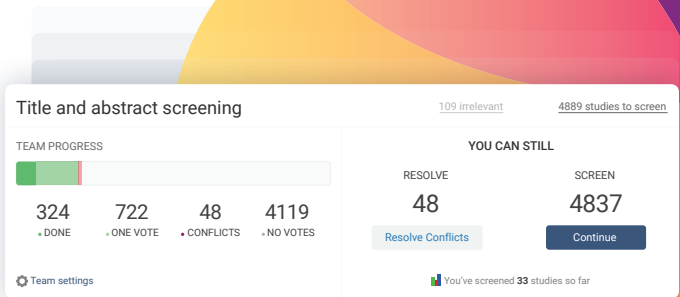 Title and abstract screening
109 irrelevant
4889 studies to screen
TEAM PROGRESS
324
DONE
722
ONE VOTE
48
CONFLICTS
4119
NO VOTES
Team settings
YOU CAN STILL
RESOLVE
48
Resolve Conflicts
SCREEN
4837
Continue
You've screened 33 studies so far